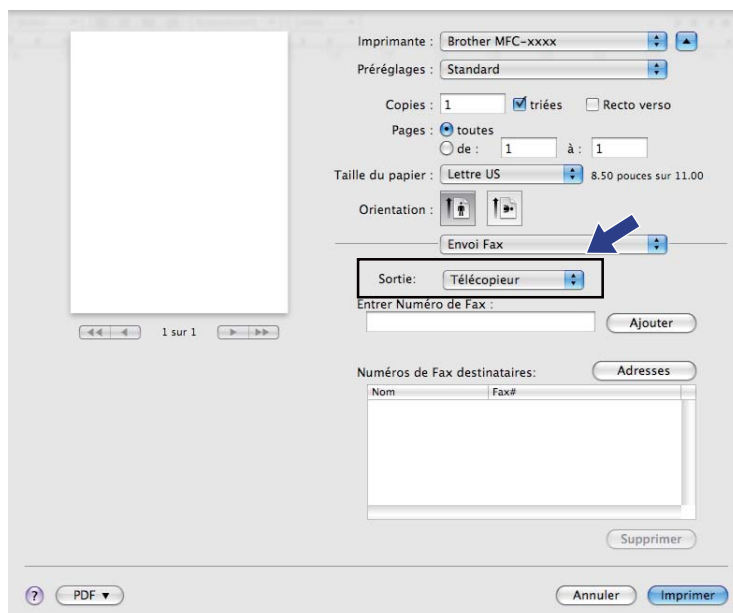 Imprimante : Brother MFC-xxxx
Préréglages : Standard
Copies : 1 triées Recto verso
Pages : toutes
de : 1 à : 1
Taille du papier : Lettre US 8.50 pouces sur 11.00
Orientation :
Envoi Fax
Sortie: Télécopieur
Entrer Numéro de Fax :
Ajouter
1 sur 1
Numéros de Fax destinataires: Adresses
Nom Fax#
Supprimer
? PDF ▼ Annuler Imprimer